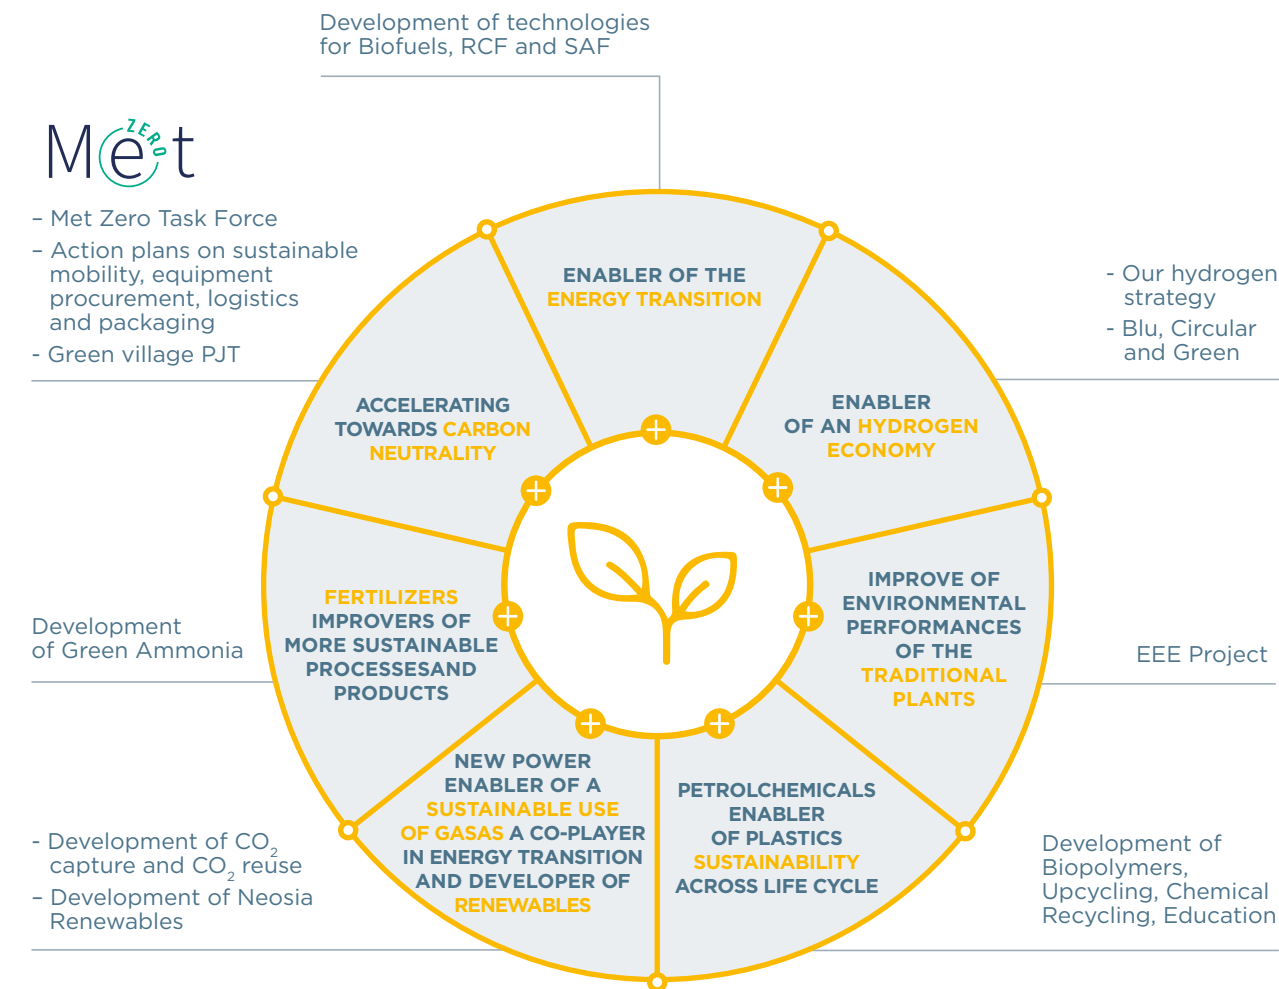 Development of technologies
for Biofuels, RCF and SAF
Met
ZERO
– Met Zero Task Force
– Action plans on sustainable
mobility, equipment
procurement, logistics
and packaging
- Green village PJT
ENABLER OF THE
ENERGY TRANSITION
- Our hydrogen
strategy
- Blu, Circular
and Green
ACCELERATING
TOWARDS CARBON
NEUTRALITY
ENABLER
OF AN HYDROGEN
ECONOMY
FERTILIZERS
IMPROVERS OF
MORE SUSTAINABLE
PROCESSESAND
PRODUCTS
IMPROVE OF
ENVIRONMENTAL
PERFORMANCES
OF THE
TRADITIONAL
PLANTS
Development
of Green Ammonia
EEE Project
NEW POWER
ENABLER OF A
SUSTAINABLE USE
OF GASAS A CO-PLAYER
IN ENERGY TRANSITION
AND DEVELOPER OF
RENEWABLES
PETROLCHEMICALS
ENABLER
OF PLASTICS
SUSTAINABILITY
ACROSS LIFE CYCLE
- Development of CO₂
capture and CO₂ reuse
– Development of Neosia
Renewables
Development of
Biopolymers,
Upcycling, Chemical
Recycling, Education